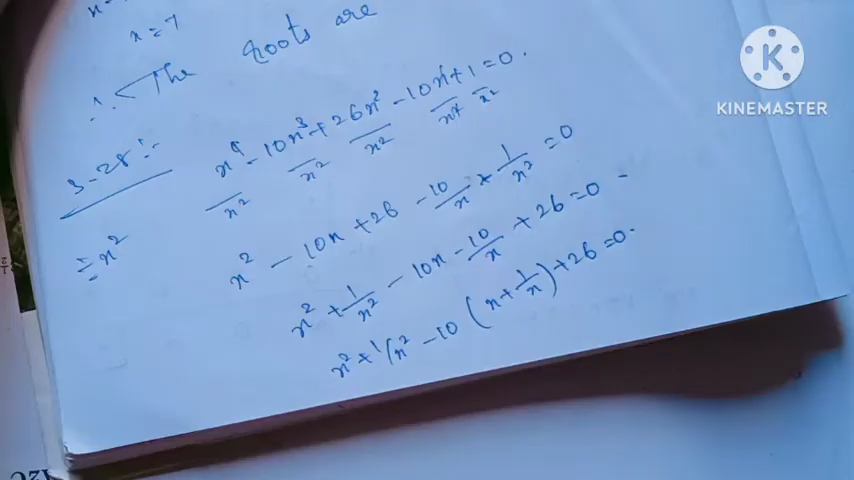 x = 7
∴ The roots are
3-28:-
x⁴/x² - 10x³/x² + 26x²/x² - 10x/x² + 1/x² = 0.
÷ x²
x² - 10x + 26 - 10/x + 1/x² = 0
x² + 1/x² - 10x - 10/x + 26 = 0
x² + 1/x² - 10 (x + 1/x) + 26 = 0.
KINEMASTER